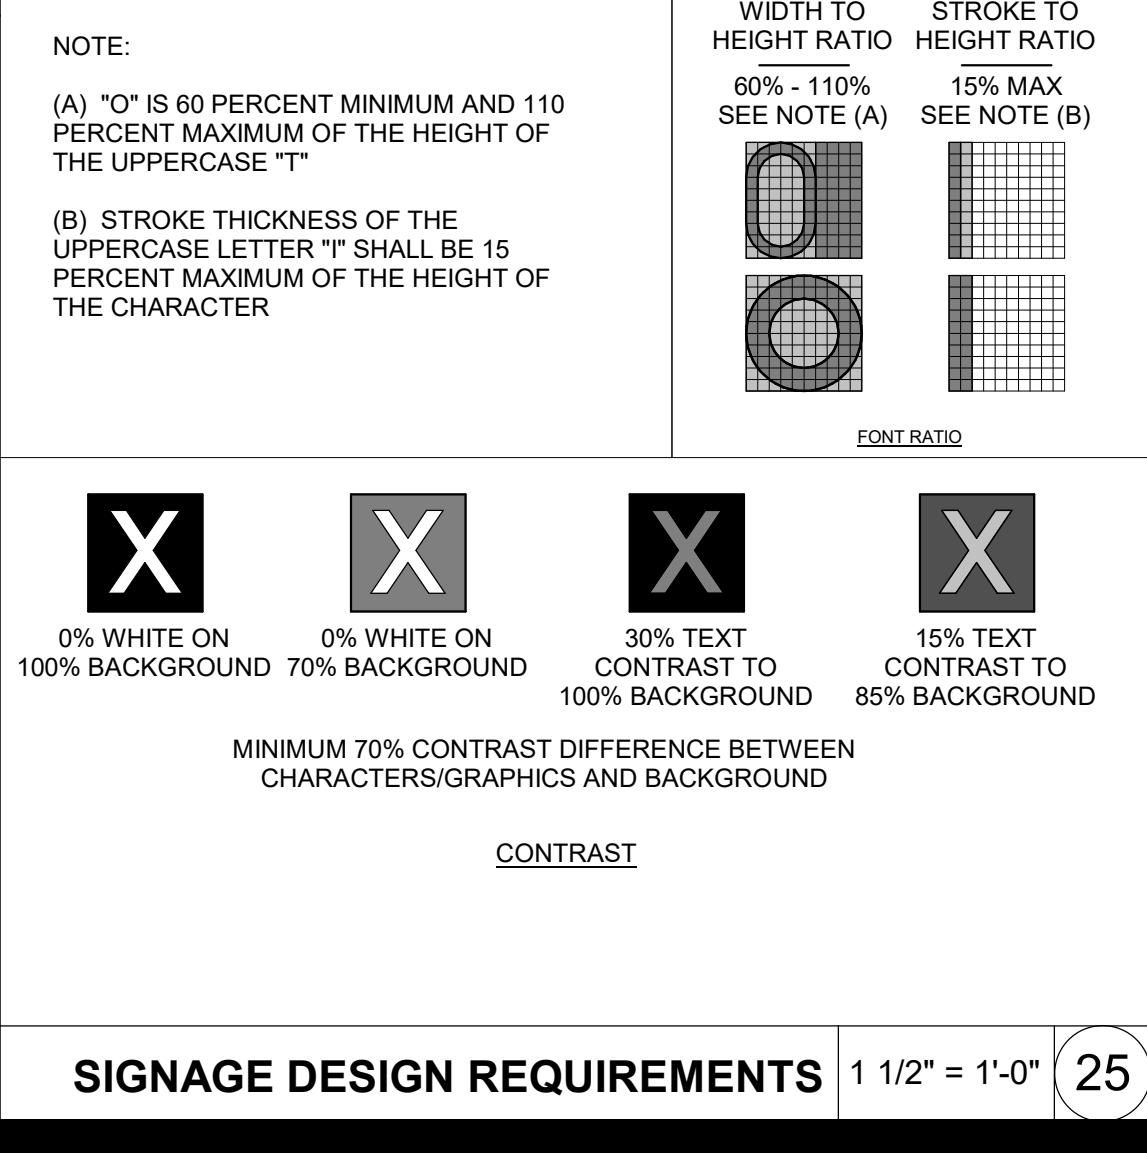 NOTE:
(A) "O" IS 60 PERCENT MINIMUM AND 110
PERCENT MAXIMUM OF THE HEIGHT OF
THE UPPERCASE "T"
(B) STROKE THICKNESS OF THE
UPPERCASE LETTER "I" SHALL BE 15
PERCENT MAXIMUM OF THE HEIGHT OF
THE CHARACTER
WIDTH TO
HEIGHT RATIO
60% - 110%
SEE NOTE (A)
STROKE TO
HEIGHT RATIO
15% MAX
SEE NOTE (B)
FONT RATIO
X
0% WHITE ON
100% BACKGROUND
X
0% WHITE ON
70% BACKGROUND
X
30% TEXT
CONTRAST TO
100% BACKGROUND
X
15% TEXT
CONTRAST TO
85% BACKGROUND
MINIMUM 70% CONTRAST DIFFERENCE BETWEEN
CHARACTERS/GRAPHICS AND BACKGROUND
CONTRAST
SIGNAGE DESIGN REQUIREMENTS
1 1/2" = 1'-0"
25